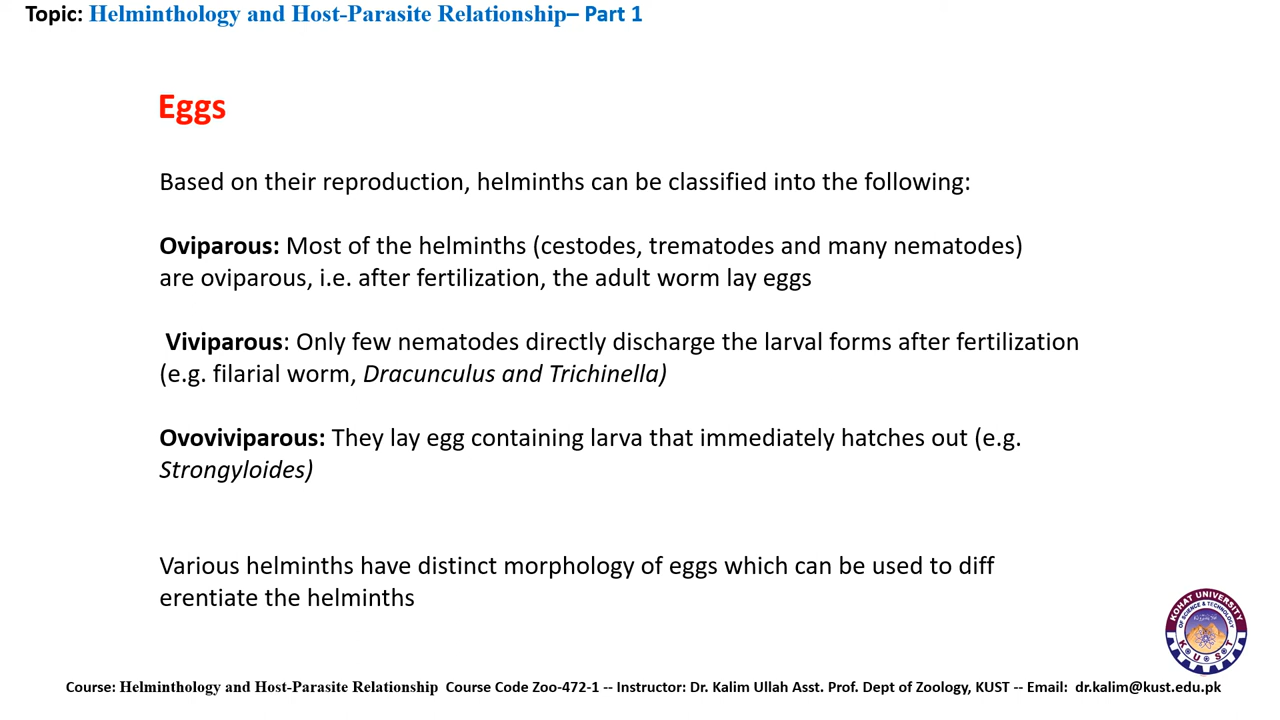 Topic: Helminthology and Host-Parasite Relationship– Part 1
Eggs
Based on their reproduction, helminths can be classified into the following:
Oviparous: Most of the helminths (cestodes, trematodes and many nematodes)
are oviparous, i.e. after fertilization, the adult worm lay eggs
Viviparous: Only few nematodes directly discharge the larval forms after fertilization
(e.g. filarial worm, Dracunculus and Trichinella)
Ovoviviparous: They lay egg containing larva that immediately hatches out (e.g.
Strongyloides)
Various helminths have distinct morphology of eggs which can be used to diff
erentiate the helminths
KOHAT UNIVERSITY
OF SCIENCE & TECHNOLOGY
K U S T
Course: Helminthology and Host-Parasite Relationship Course Code Zoo-472-1 -- Instructor: Dr. Kalim Ullah Asst. Prof. Dept of Zoology, KUST -- Email: dr.kalim@kust.edu.pk